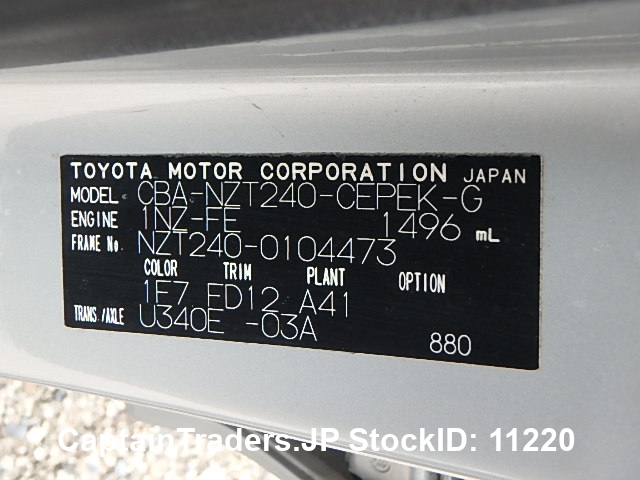 TOYOTA MOTOR CORPORATION JAPAN
MODEL CBA-NZT240-CEPEK-G
ENGINE 1NZ-FE 1496 mL
FRAME No. NZT240-0104473
COLOR TRIM PLANT OPTION
1F7 FD12 A41
TRANS./AXLE U340E -03A
880
CaptainTraders.JP StockID: 11220